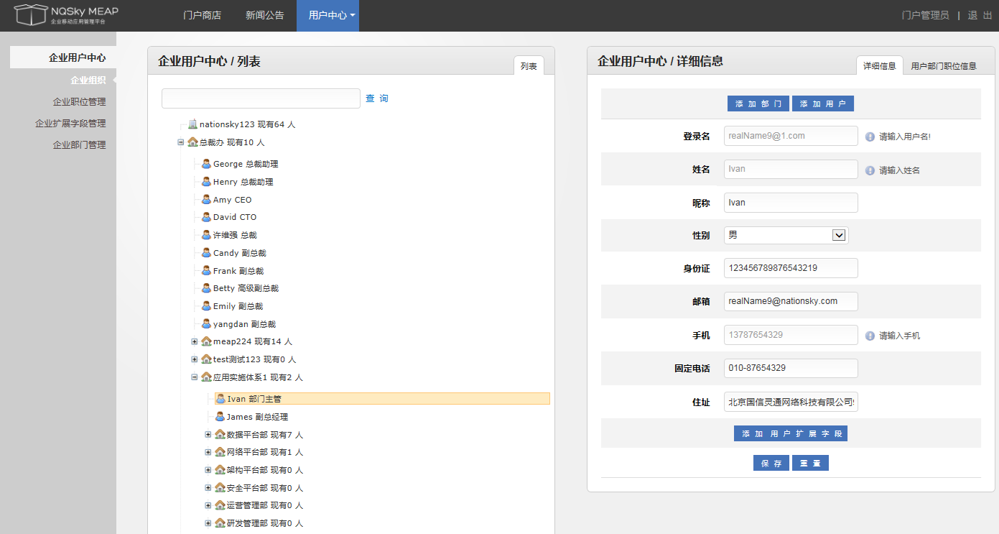 NQSky MEAP
企业移动应用管理平台
门户商店 新闻公告 用户中心
门户管理员 | 退 出
企业用户中心
企业组织
企业职位管理
企业扩展字段管理
企业部门管理
企业用户中心 / 列表
列表
查 询
nationsky123 现有64 人
总裁办 现有10 人
George 总裁助理
Henry 总裁助理
Amy CEO
David CTO
许维强 总裁
Candy 副总裁
Frank 副总裁
Betty 高级副总裁
Emily 副总裁
yangdan 副总裁
meap224 现有14 人
test测试123 现有0 人
应用实施体系1 现有2 人
Ivan 部门主管
James 副总经理
数据平台部 现有7 人
网络平台部 现有1 人
架构平台部 现有0 人
安全平台部 现有0 人
运营管理部 现有0 人
研发管理部 现有0 人
企业用户中心 / 详细信息
详细信息 用户部门职位信息
添 加 部 门 添 加 用 户
登录名 realName9@1.com 请输入用户名!
姓名 Ivan 请输入姓名
昵称 Ivan
性别 男
身份证 123456789876543219
邮箱 realName9@nationsky.com
手机 13787654329 请输入手机
固定电话 010-87654329
住址 北京国信灵通网络科技有限公司
添 加 用 户 扩 展 字 段
保 存 重 置